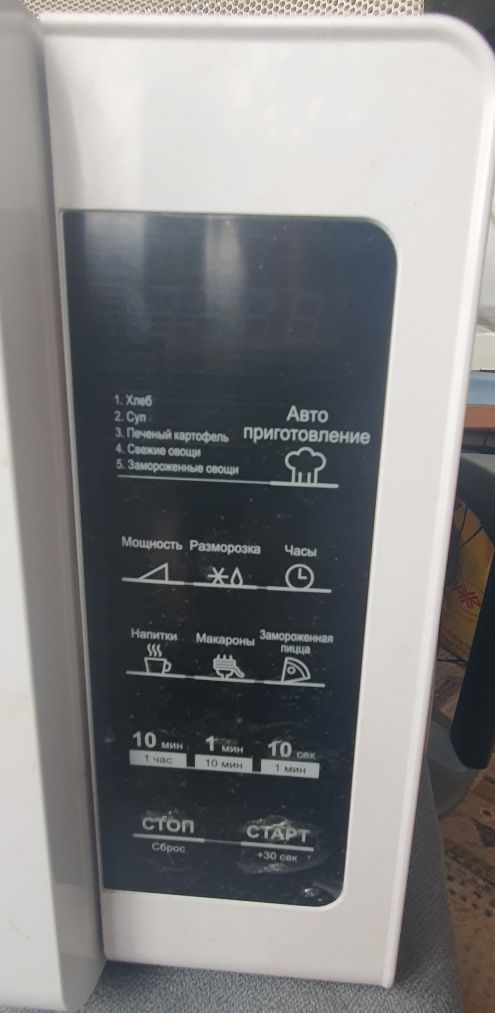 1. Хлеб
2. Суп
3. Печеный картофель
4. Свежие овощи
5. Замороженные овощи
Авто
приготовление
Мощность Разморозка Часы
Напитки Макароны Замороженная
пицца
10 мин 1 мин 10 сек
1 час 10 мин 1 мин
СТОП СТАРТ
Сброс +30 сек